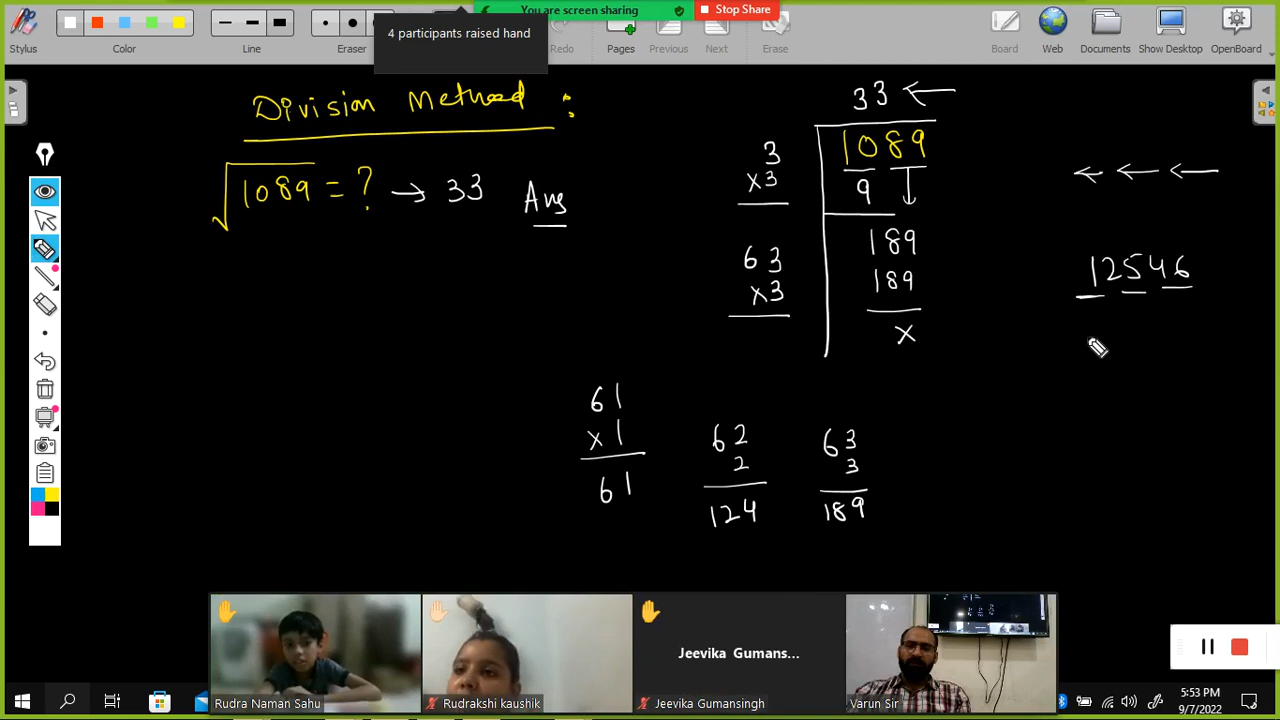 Stylus
Color
Line
Eraser
4 participants raised hand
You are screen sharing
Stop Share
Redo
Pages
Previous
Next
Erase
Board
Web
Documents
Show Desktop
OpenBoard
Division Method :
√1089 = ? → 33 Ans
33 ←
3
x3
1089
9
← ← ←
63
x3
189
189
x
12546
61
x1
61
62
2
124
63
3
189
Rudra Naman Sahu
Rudrakshi kaushik
Jeevika Gumans...
Jeevika Gumansingh
Varun Sir
5:53 PM
9/7/2022